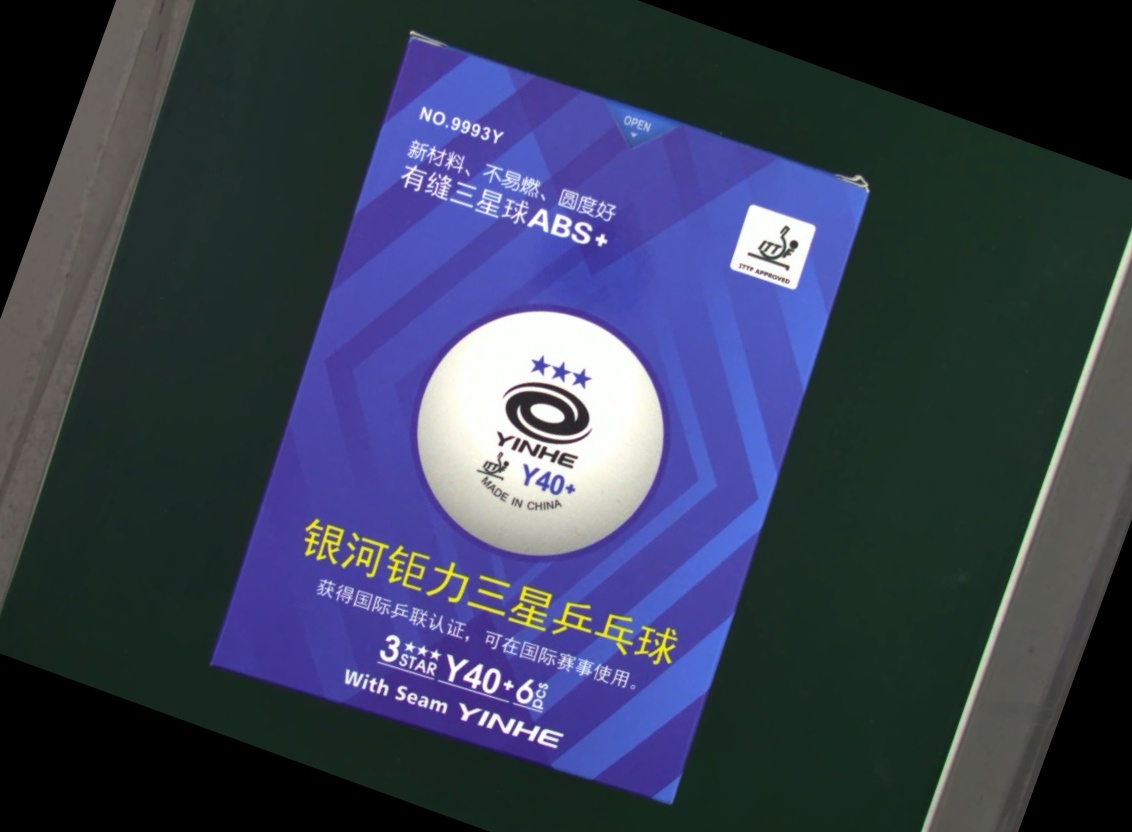 OPEN
NO.9993Y
新材料、不易燃、圆度好
有缝三星球ABS+
ITTF
ITTF APPROVED
YINHE
ITTF Y40+
MADE IN CHINA
银河钜力三星乒乓球
获得国际乒联认证，可在国际赛事使用。
3★★★STAR Y40+6pcs
With Seam YINHE